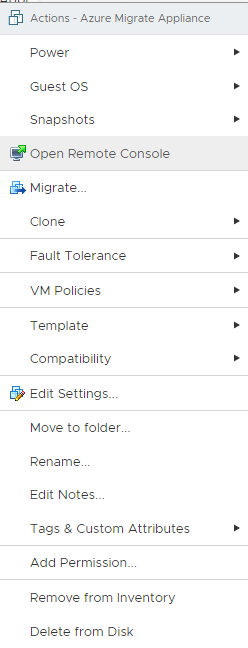 Actions - Azure Migrate Appliance
Power
Guest OS
Snapshots
Open Remote Console
Migrate...
Clone
Fault Tolerance
VM Policies
Template
Compatibility
Edit Settings...
Move to folder...
Rename...
Edit Notes...
Tags & Custom Attributes
Add Permission...
Remove from Inventory
Delete from Disk